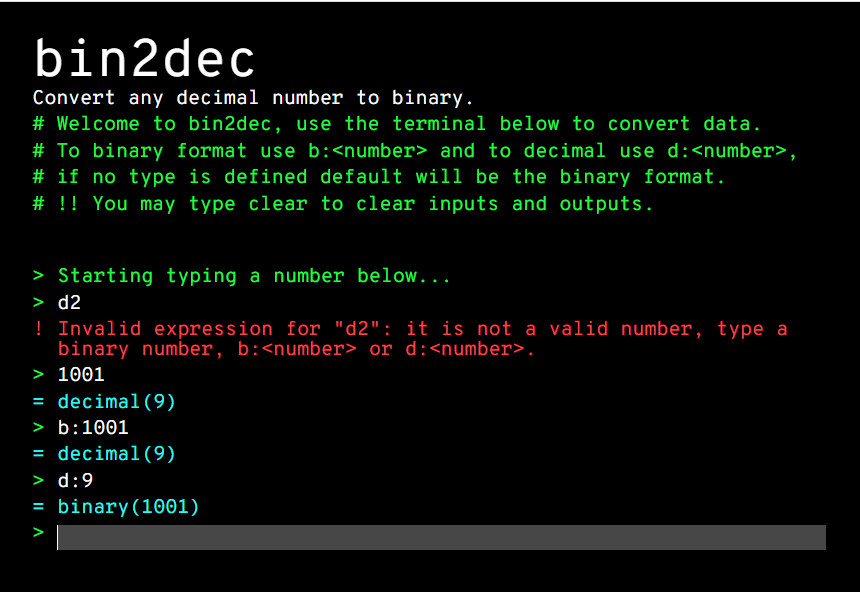 bin2dec
Convert any decimal number to binary.
# Welcome to bin2dec, use the terminal below to convert data.
# To binary format use b:<number> and to decimal use d:<number>,
# if no type is defined default will be the binary format.
# !! You may type clear to clear inputs and outputs.
> Starting typing a number below...
> d2
! Invalid expression for "d2": it is not a valid number, type a
binary number, b:<number> or d:<number>.
> 1001
= decimal(9)
> b:1001
= decimal(9)
> d:9
= binary(1001)
>